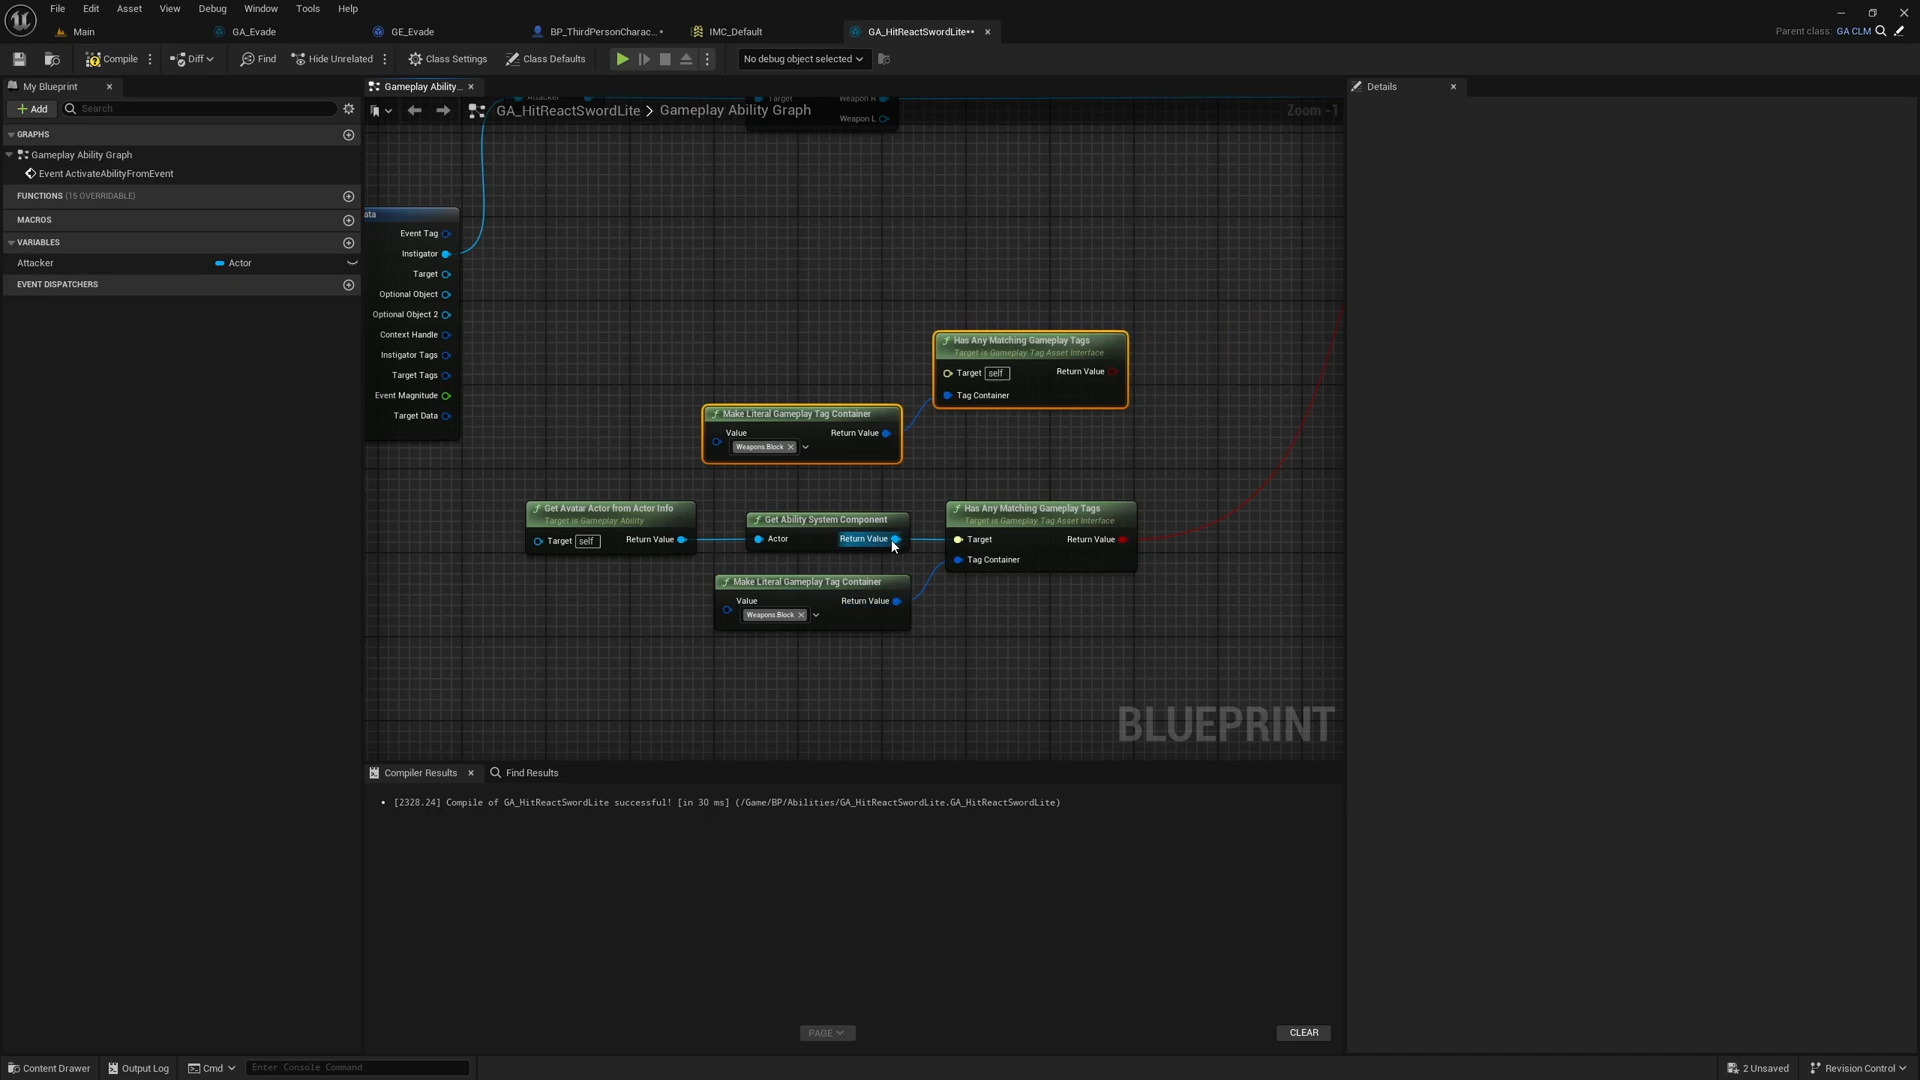 File Edit Asset View Debug Window Tools Help
Main GA_Evade GE_Evade BP_ThirdPersonCharac...• IMC_Default GA_HitReactSwordLite••
Parent class: GA CLM
Compile Diff Find Hide Unrelated Class Settings Class Defaults No debug object selected
My Blueprint
Add Search
GRAPHS
Gameplay Ability Graph
Event ActivateAbilityFromEvent
FUNCTIONS (15 OVERRIDABLE)
MACROS
VARIABLES
Attacker Actor
EVENT DISPATCHERS
Gameplay Ability...
GA_HitReactSwordLite > Gameplay Ability Graph
Zoom -1
Attacker
Target Weapon R
Weapon L
ata
Event Tag
Instigator
Target
Optional Object
Optional Object 2
Context Handle
Instigator Tags
Target Tags
Event Magnitude
Target Data
Has Any Matching Gameplay Tags
Target is Gameplay Tag Asset Interface
Target self Return Value
Tag Container
Make Literal Gameplay Tag Container
Value Return Value
Weapons.Block
Get Avatar Actor from Actor Info
Target is Gameplay Ability
Target self Return Value
Get Ability System Component
Actor Return Value
Has Any Matching Gameplay Tags
Target is Gameplay Tag Asset Interface
Target Return Value
Tag Container
Make Literal Gameplay Tag Container
Value Return Value
Weapons.Block
BLUEPRINT
Details
Compiler Results Find Results
[2328.24] Compile of GA_HitReactSwordLite successful! [in 30 ms] (/Game/BP/Abilities/GA_HitReactSwordLite.GA_HitReactSwordLite)
PAGE CLEAR
Content Drawer Output Log Cmd Enter Console Command 2 Unsaved Revision Control